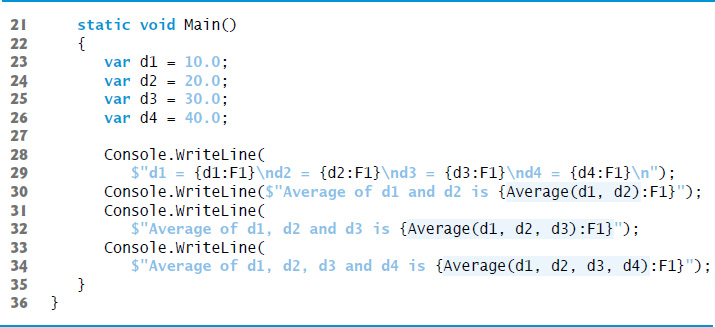 21 static void Main()
22 {
23 var d1 = 10.0;
24 var d2 = 20.0;
25 var d3 = 30.0;
26 var d4 = 40.0;
27
28 Console.WriteLine(
29 $"d1 = {d1:F1}\nd2 = {d2:F1}\nd3 = {d3:F1}\nd4 = {d4:F1}\n");
30 Console.WriteLine($"Average of d1 and d2 is {Average(d1, d2):F1}");
31 Console.WriteLine(
32 $"Average of d1, d2 and d3 is {Average(d1, d2, d3):F1}");
33 Console.WriteLine(
34 $"Average of d1, d2, d3 and d4 is {Average(d1, d2, d3, d4):F1}");
35 }
36 }